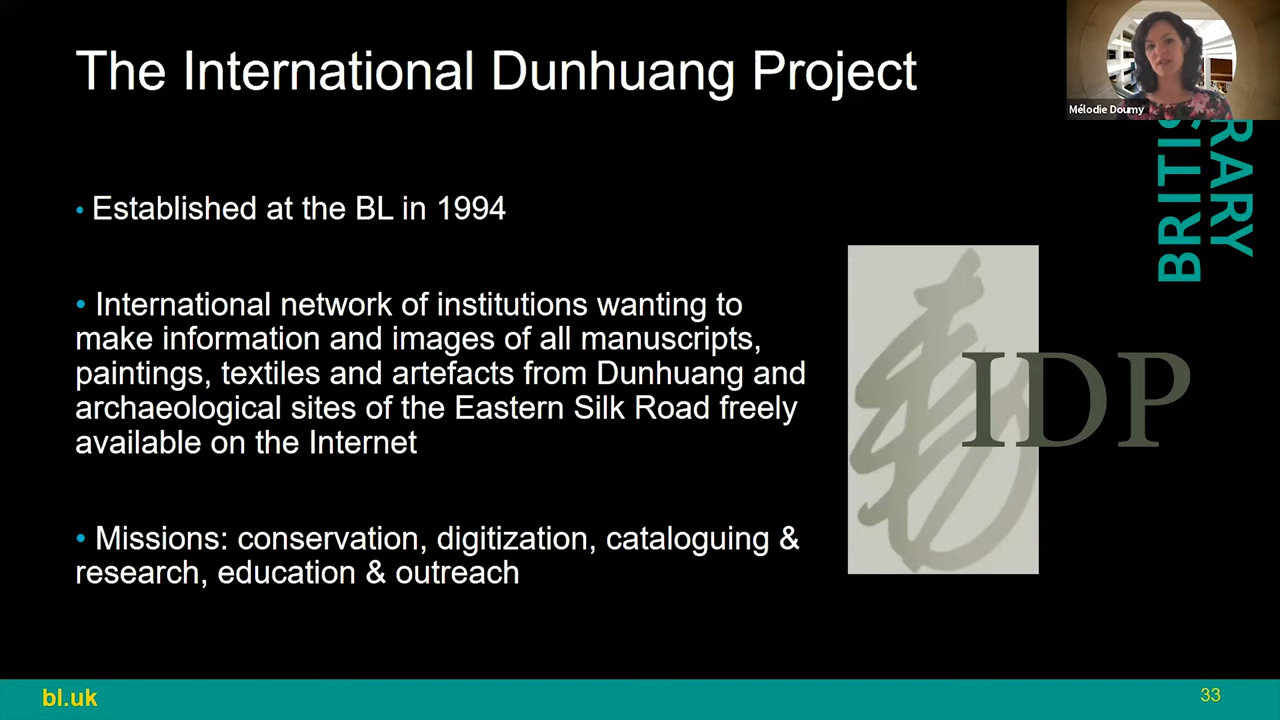 The International Dunhuang Project
Mélodie Doumy
• Established at the BL in 1994
• International network of institutions wanting to
make information and images of all manuscripts,
paintings, textiles and artefacts from Dunhuang and
archaeological sites of the Eastern Silk Road freely
available on the Internet
• Missions: conservation, digitization, cataloguing &
research, education & outreach
IDP
BRITIS
RARY
bl.uk
33